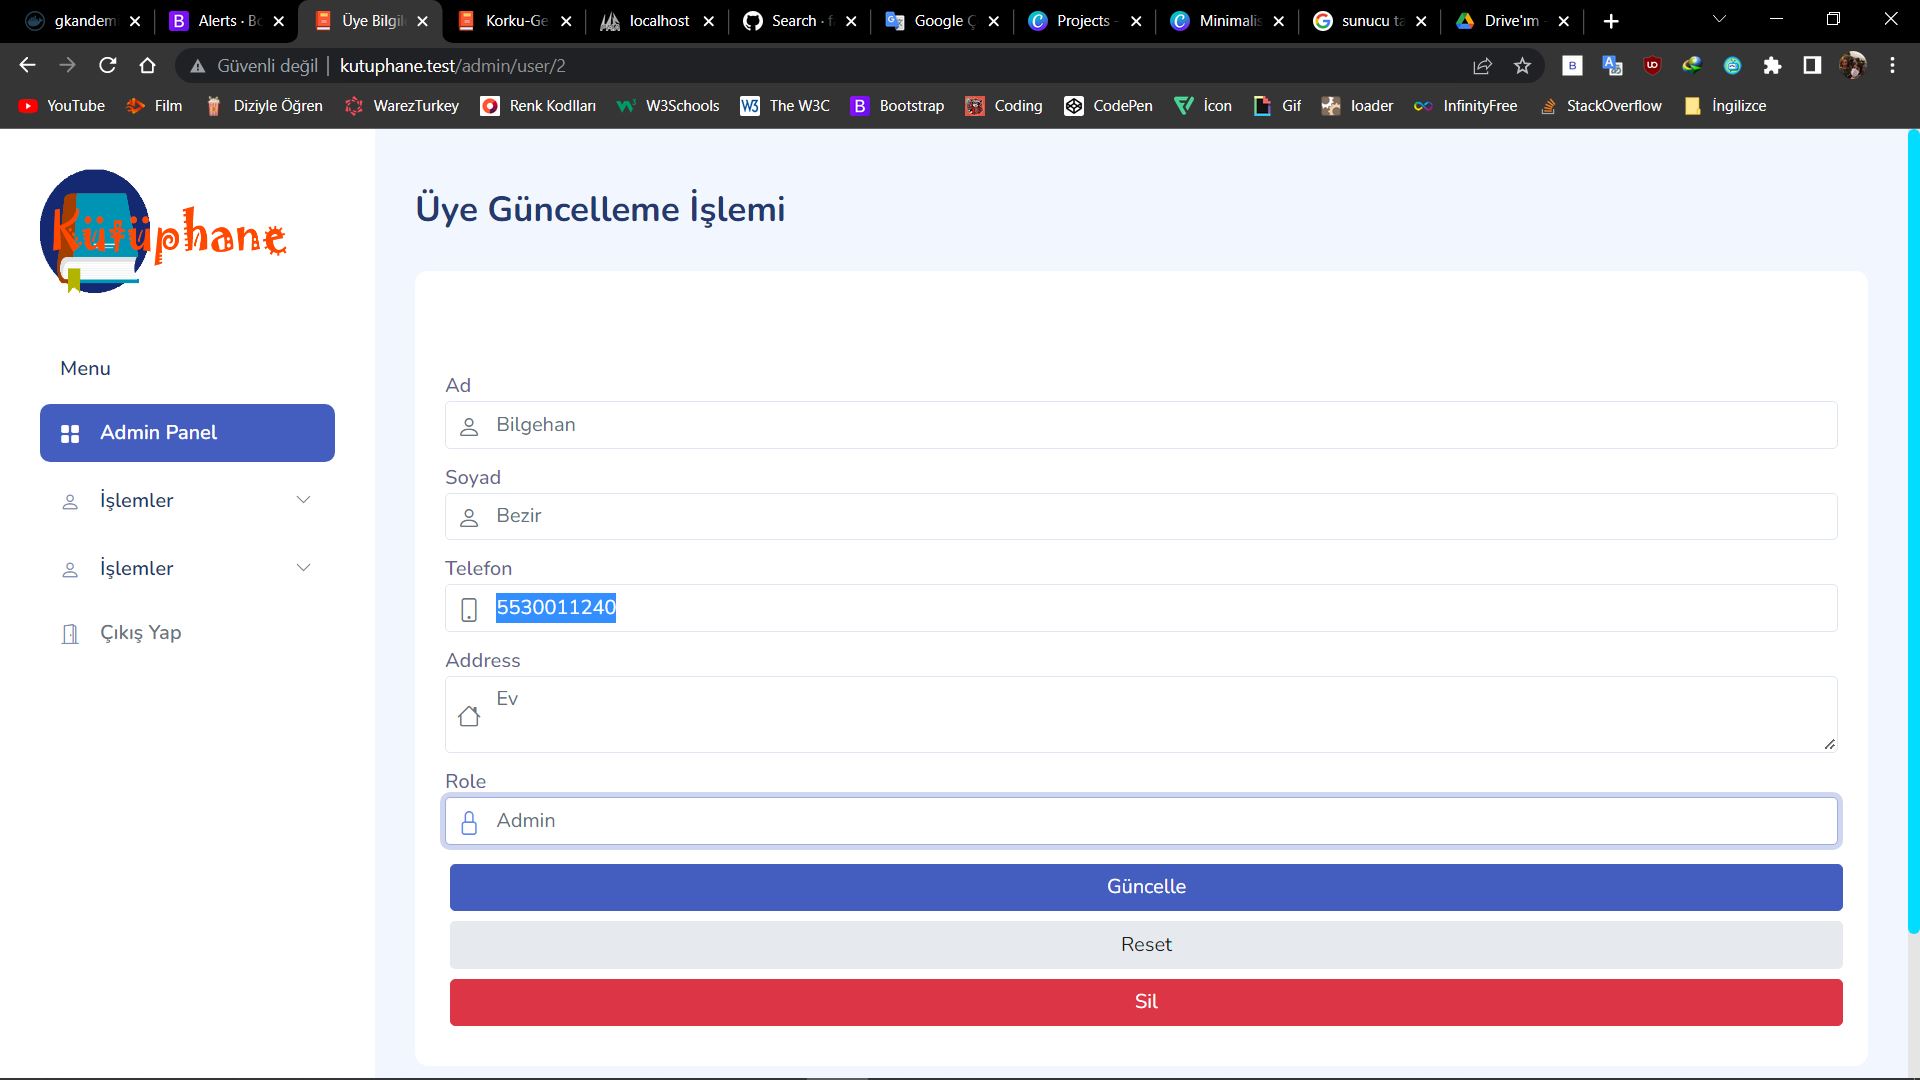 gkandem
Alerts · Bo
Üye Bilgil
Korku-Ge
localhost
Search · f
Google Ç
Projects -
Minimalis
sunucu ta
Drive'ım -
Güvenli değil | kutuphane.test/admin/user/2
YouTube
Film
Diziyle Öğren
WarezTurkey
Renk Kodlları
W3Schools
The W3C
Bootstrap
Coding
CodePen
İcon
Gif
loader
InfinityFree
StackOverflow
İngilizce
Kütüphane
Menu
Admin Panel
İşlemler
İşlemler
Çıkış Yap
Üye Güncelleme İşlemi
Ad
Bilgehan
Soyad
Bezir
Telefon
5530011240
Address
Ev
Role
Admin
Güncelle
Reset
Sil